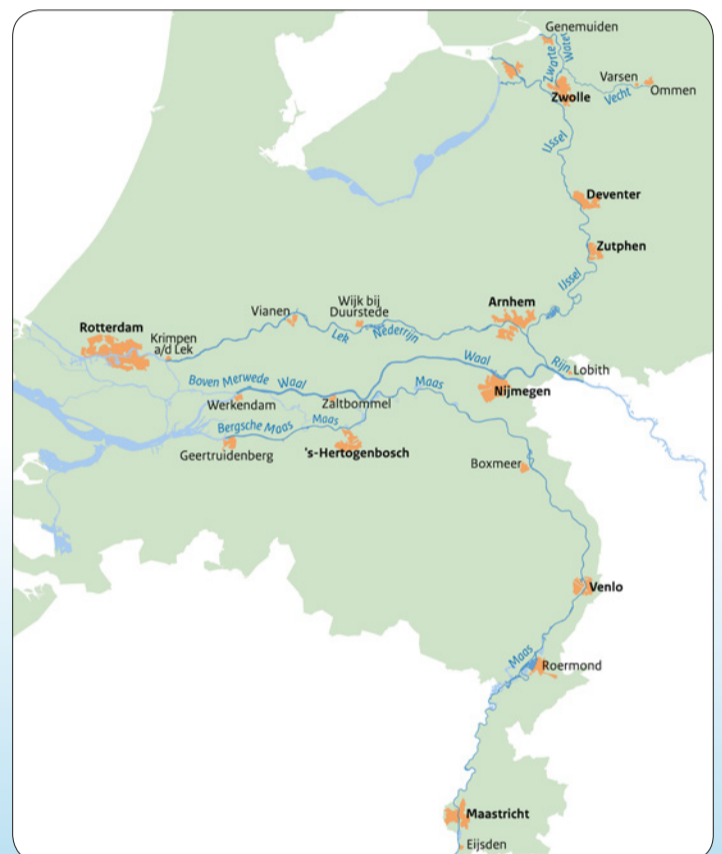 Genemuiden
Zwarte
Water
Varsen
Ommen
Zwolle
Vecht
IJssel
Deventer
Zutphen
IJssel
Arnhem
Wijk bij
Duurstede
Vianen
Lek
Nederrijn
Rotterdam
Krimpen
a/d Lek
Waal
Rijn
Lobith
Boven Merwede
Waal
Maas
Nijmegen
Werkendam
Zaltbommel
Bergsche Maas
Maas
Geertruidenberg
's-Hertogenbosch
Boxmeer
Venlo
Maas
Roermond
Maastricht
Eijsden